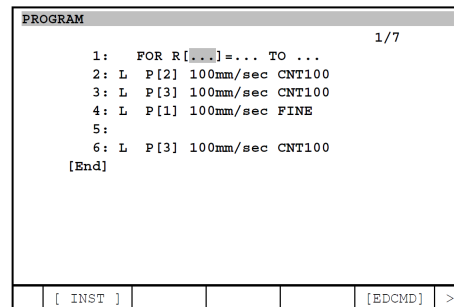 PROGRAM
1/7
1: FOR R[...]=... TO ...
2: L P[2] 100mm/sec CNT100
3: L P[3] 100mm/sec CNT100
4: L P[1] 100mm/sec FINE
5:
6: L P[3] 100mm/sec CNT100
[End]
[ INST ] [EDCMD] >